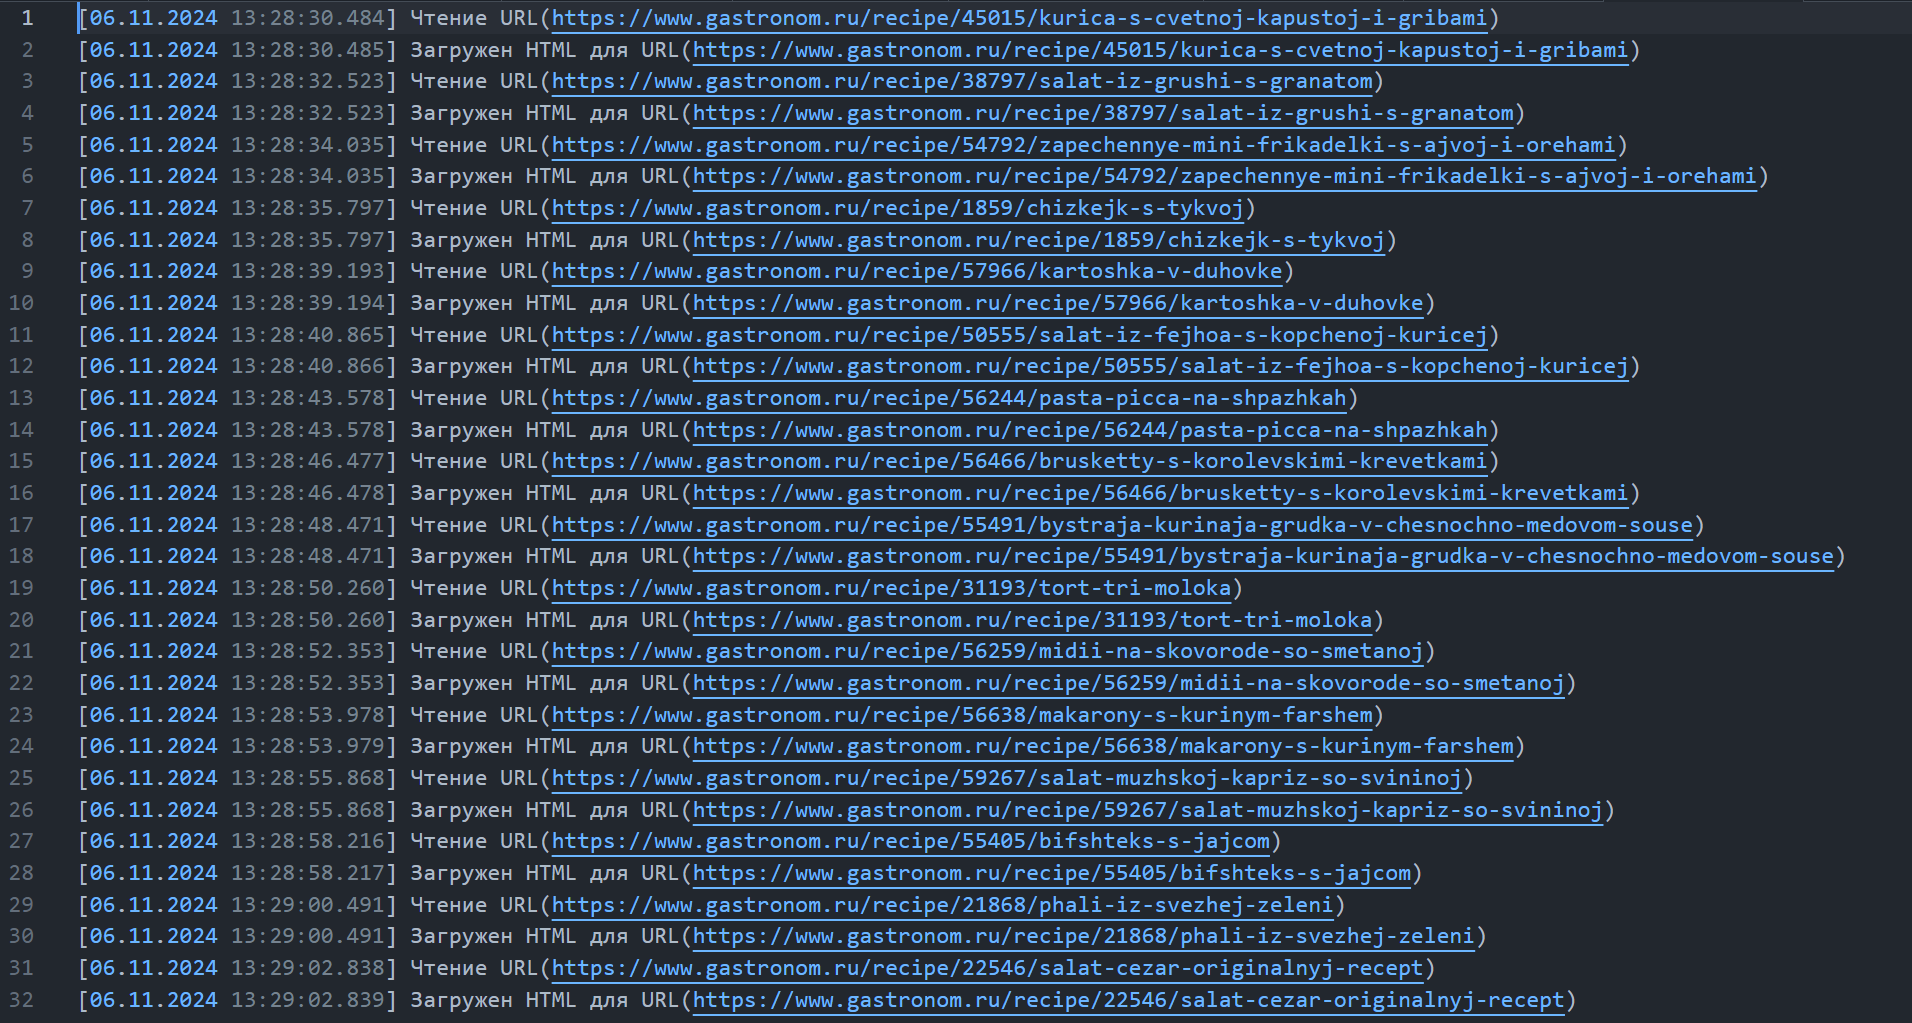 1 [06.11.2024 13:28:30.484] Чтение URL(https://www.gastronom.ru/recipe/45015/kurica-s-cvetnoj-kapustoj-i-gribami)
2 [06.11.2024 13:28:30.485] Загружен HTML для URL(https://www.gastronom.ru/recipe/45015/kurica-s-cvetnoj-kapustoj-i-gribami)
3 [06.11.2024 13:28:32.523] Чтение URL(https://www.gastronom.ru/recipe/38797/salat-iz-grushi-s-granatom)
4 [06.11.2024 13:28:32.523] Загружен HTML для URL(https://www.gastronom.ru/recipe/38797/salat-iz-grushi-s-granatom)
5 [06.11.2024 13:28:34.035] Чтение URL(https://www.gastronom.ru/recipe/54792/zapechennye-mini-frikadelki-s-ajvoj-i-orehami)
6 [06.11.2024 13:28:34.035] Загружен HTML для URL(https://www.gastronom.ru/recipe/54792/zapechennye-mini-frikadelki-s-ajvoj-i-orehami)
7 [06.11.2024 13:28:35.797] Чтение URL(https://www.gastronom.ru/recipe/1859/chizkejk-s-tykvoj)
8 [06.11.2024 13:28:35.797] Загружен HTML для URL(https://www.gastronom.ru/recipe/1859/chizkejk-s-tykvoj)
9 [06.11.2024 13:28:39.193] Чтение URL(https://www.gastronom.ru/recipe/57966/kartoshka-v-duhovke)
10 [06.11.2024 13:28:39.194] Загружен HTML для URL(https://www.gastronom.ru/recipe/57966/kartoshka-v-duhovke)
11 [06.11.2024 13:28:40.865] Чтение URL(https://www.gastronom.ru/recipe/50555/salat-iz-fejhoa-s-kopchenoj-kuricej)
12 [06.11.2024 13:28:40.866] Загружен HTML для URL(https://www.gastronom.ru/recipe/50555/salat-iz-fejhoa-s-kopchenoj-kuricej)
13 [06.11.2024 13:28:43.578] Чтение URL(https://www.gastronom.ru/recipe/56244/pasta-picca-na-shpazhkah)
14 [06.11.2024 13:28:43.578] Загружен HTML для URL(https://www.gastronom.ru/recipe/56244/pasta-picca-na-shpazhkah)
15 [06.11.2024 13:28:46.477] Чтение URL(https://www.gastronom.ru/recipe/56466/brusketty-s-korolevskimi-krevetkami)
16 [06.11.2024 13:28:46.478] Загружен HTML для URL(https://www.gastronom.ru/recipe/56466/brusketty-s-korolevskimi-krevetkami)
17 [06.11.2024 13:28:48.471] Чтение URL(https://www.gastronom.ru/recipe/55491/bystraja-kurinaja-grudka-v-chesnochno-medovom-souse)
18 [06.11.2024 13:28:48.471] Загружен HTML для URL(https://www.gastronom.ru/recipe/55491/bystraja-kurinaja-grudka-v-chesnochno-medovom-souse)
19 [06.11.2024 13:28:50.260] Чтение URL(https://www.gastronom.ru/recipe/31193/tort-tri-moloka)
20 [06.11.2024 13:28:50.260] Загружен HTML для URL(https://www.gastronom.ru/recipe/31193/tort-tri-moloka)
21 [06.11.2024 13:28:52.353] Чтение URL(https://www.gastronom.ru/recipe/56259/midii-na-skovorode-so-smetanoj)
22 [06.11.2024 13:28:52.353] Загружен HTML для URL(https://www.gastronom.ru/recipe/56259/midii-na-skovorode-so-smetanoj)
23 [06.11.2024 13:28:53.978] Чтение URL(https://www.gastronom.ru/recipe/56638/makarony-s-kurinym-farshem)
24 [06.11.2024 13:28:53.979] Загружен HTML для URL(https://www.gastronom.ru/recipe/56638/makarony-s-kurinym-farshem)
25 [06.11.2024 13:28:55.868] Чтение URL(https://www.gastronom.ru/recipe/59267/salat-muzhskoj-kapriz-so-svininoj)
26 [06.11.2024 13:28:55.868] Загружен HTML для URL(https://www.gastronom.ru/recipe/59267/salat-muzhskoj-kapriz-so-svininoj)
27 [06.11.2024 13:28:58.216] Чтение URL(https://www.gastronom.ru/recipe/55405/bifshteks-s-jajcom)
28 [06.11.2024 13:28:58.217] Загружен HTML для URL(https://www.gastronom.ru/recipe/55405/bifshteks-s-jajcom)
29 [06.11.2024 13:29:00.491] Чтение URL(https://www.gastronom.ru/recipe/21868/phali-iz-svezhej-zeleni)
30 [06.11.2024 13:29:00.491] Загружен HTML для URL(https://www.gastronom.ru/recipe/21868/phali-iz-svezhej-zeleni)
31 [06.11.2024 13:29:02.838] Чтение URL(https://www.gastronom.ru/recipe/22546/salat-cezar-originalnyj-recept)
32 [06.11.2024 13:29:02.839] Загружен HTML для URL(https://www.gastronom.ru/recipe/22546/salat-cezar-originalnyj-recept)